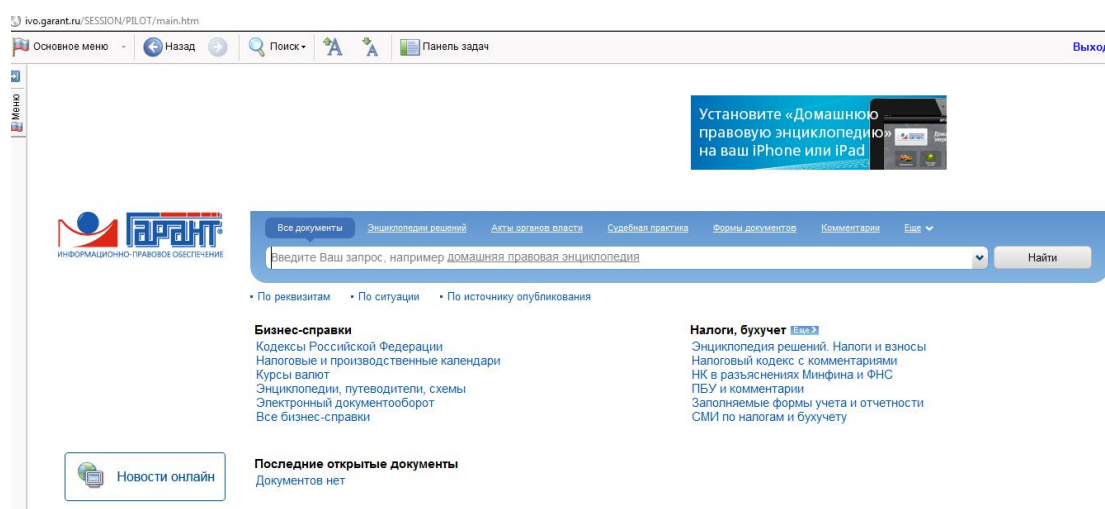 ivo.garant.ru/SESSION/PILOT/main.htm
Основное меню Назад Поиск A A Панель задач Выход
Меню
Установите «Домашнюю
правовую энциклопедию»
на ваш iPhone или iPad
Гарант
ИНФОРМАЦИОННО-ПРАВОВОЕ ОБЕСПЕЧЕНИЕ
Все документы Энциклопедии решений Акты органов власти Судебная практика Формы документов Комментарии Еще
Введите Ваш запрос, например домашняя правовая энциклопедия Найти
• По реквизитам • По ситуации • По источнику опубликования
Бизнес-справки
Кодексы Российской Федерации
Налоговые и производственные календари
Курсы валют
Энциклопедии, путеводители, схемы
Электронный документооборот
Все бизнес-справки
Налоги, бухучет Еще
Энциклопедия решений. Налоги и взносы
Налоговый кодекс с комментариями
НК в разъяснениях Минфина и ФНС
ПБУ и комментарии
Заполняемые формы учета и отчетности
СМИ по налогам и бухучету
Новости онлайн
Последние открытые документы
Документов нет